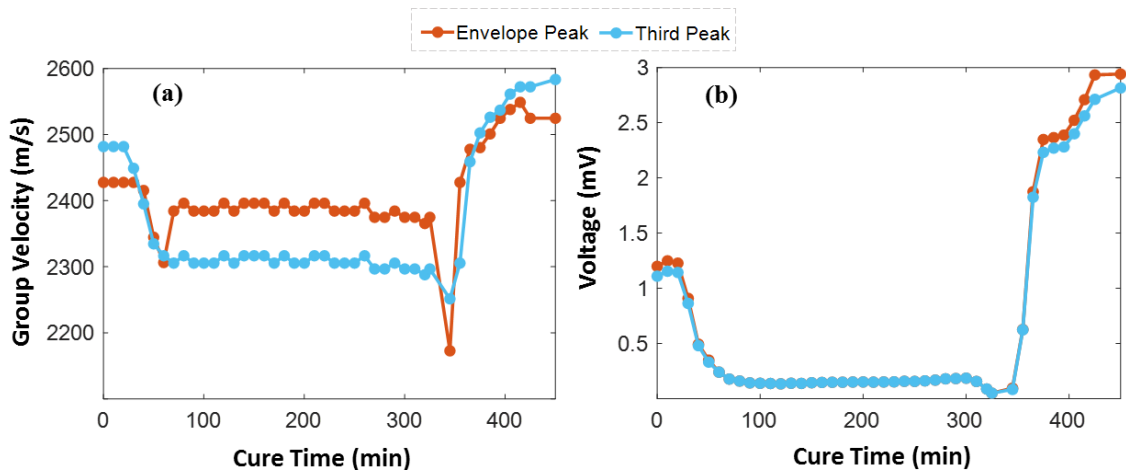 Envelope Peak Third Peak
(a)
Group Velocity (m/s)
2600
2500
2400
2300
2200
0 100 200 300 400
Cure Time (min)
(b)
Voltage (mV)
3
2.5
2
1.5
1
0.5
0 100 200 300 400
Cure Time (min)